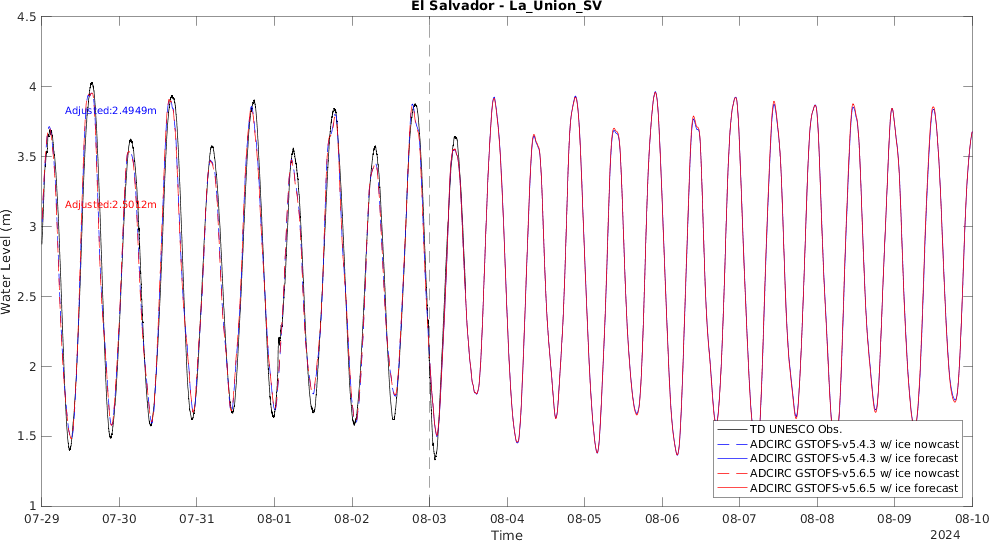 El Salvador - La_Union_SV
4.5
4
3.5
3
2.5
2
1.5
1
Water Level (m)
Adjusted:2.4949m
Adjusted:2.5012m
TD UNESCO Obs.
ADCIRC GSTOFS-v5.4.3 w/ ice nowcast
ADCIRC GSTOFS-v5.4.3 w/ ice forecast
ADCIRC GSTOFS-v5.6.5 w/ ice nowcast
ADCIRC GSTOFS-v5.6.5 w/ ice forecast
07-29 07-30 07-31 08-01 08-02 08-03 08-04 08-05 08-06 08-07 08-08 08-09 08-10
Time
2024